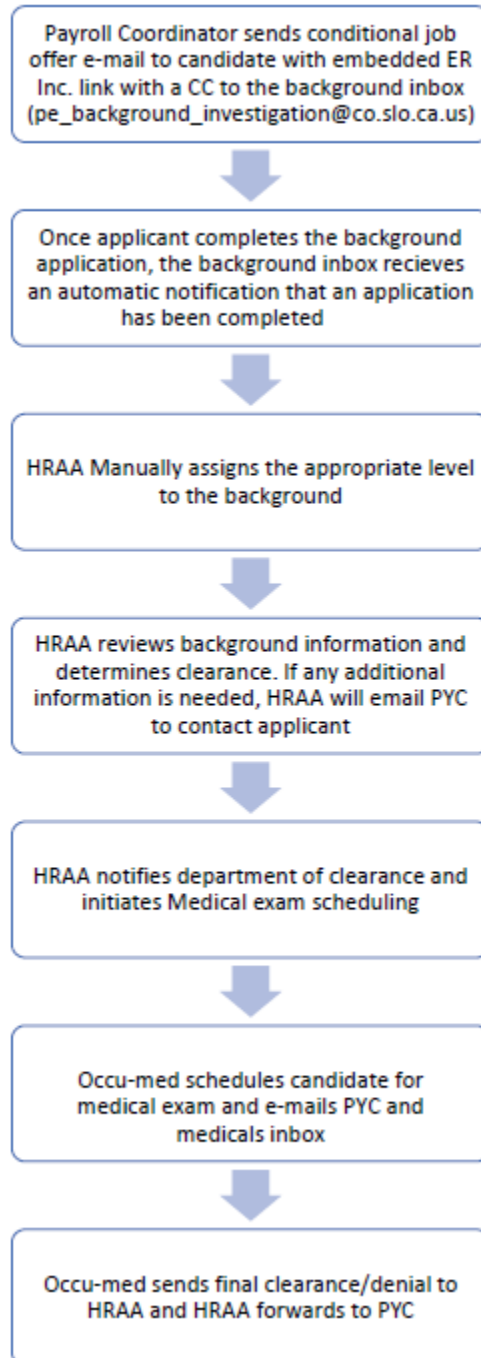 Payroll Coordinator sends conditional job
offer e-mail to candidate with embedded ER
Inc. link with a CC to the background inbox
(pe_background_investigation@co.slo.ca.us)
Once applicant completes the background
application, the background inbox recieves
an automatic notification that an application
has been completed
HRAA Manually assigns the appropriate level
to the background
HRAA reviews background information and
determines clearance. If any additional
information is needed, HRAA will email PYC
to contact applicant
HRAA notifies department of clearance and
initiates Medical exam scheduling
Occu-med schedules candidate for
medical exam and e-mails PYC and
medicals inbox
Occu-med sends final clearance/denial to
HRAA and HRAA forwards to PYC